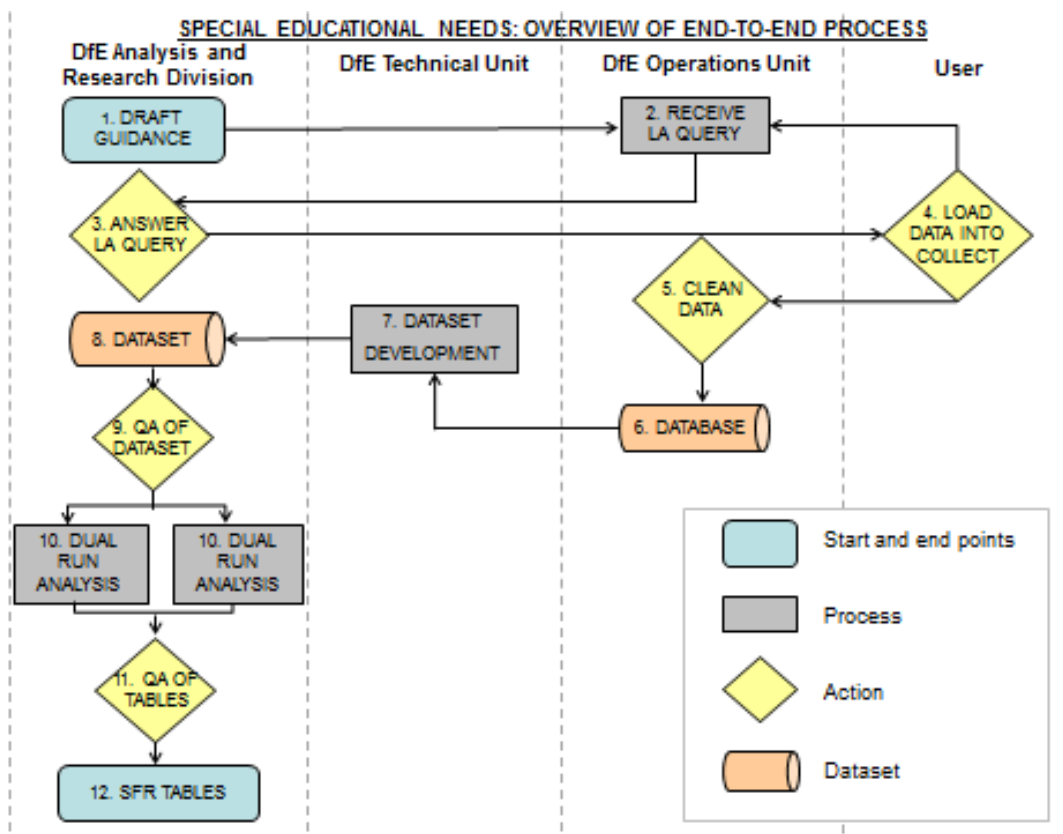 SPECIAL EDUCATIONAL NEEDS: OVERVIEW OF END-TO-END PROCESS
DfE Analysis and
Research Division
DfE Technical Unit
DfE Operations Unit
User
1. DRAFT
GUIDANCE
2. RECEIVE
LA QUERY
3. ANSWER
LA QUERY
4. LOAD
DATA INTO
COLLECT
5. CLEAN
DATA
7. DATASET
DEVELOPMENT
8. DATASET
6. DATABASE
9. QA OF
DATASET
10. DUAL
RUN
ANALYSIS
10. DUAL
RUN
ANALYSIS
11. QA OF
TABLES
12. SFR TABLES
Start and end points
Process
Action
Dataset